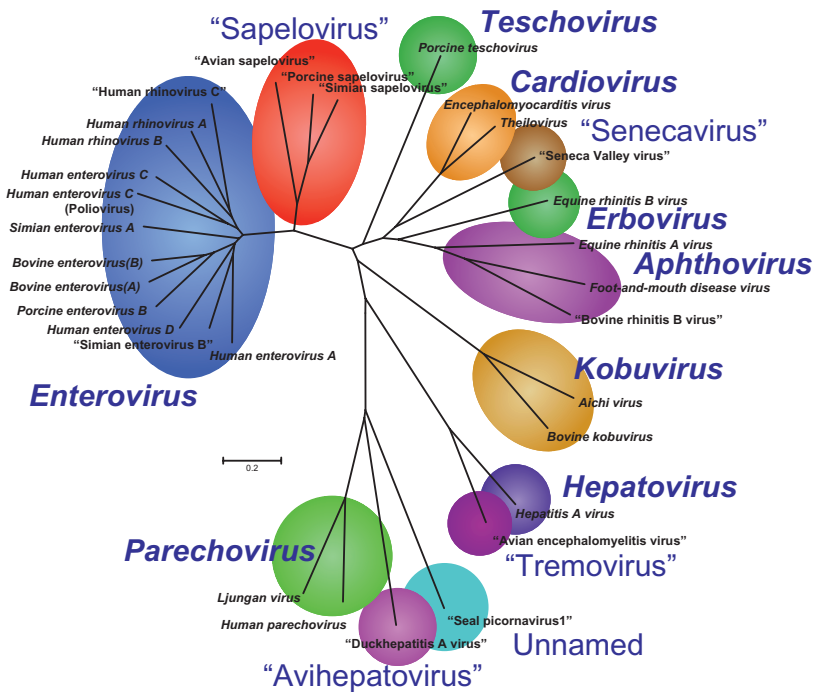 Teschovirus
“Sapelovirus”
Porcine teschovirus
“Avian sapelovirus”
“Porcine sapelovirus”
“Simian sapelovirus”
Cardiovirus
“Human rhinovirus C”
Encephalomyocarditis virus
Theilovirus
“Senecavirus”
Human rhinovirus A
Human rhinovirus B
“Seneca Valley virus”
Human enterovirus C
Human enterovirus C
(Poliovirus)
Equine rhinitis B virus
Erbovirus
Simian enterovirus A
Equine rhinitis A virus
Aphthovirus
Bovine enterovirus(B)
Bovine enterovirus(A)
Foot-and-mouth disease virus
Porcine enterovirus B
“Bovine rhinitis B virus”
Human enterovirus D
“Simian enterovirus B”
Human enterovirus A
Kobuvirus
Enterovirus
Aichi virus
Bovine kobuvirus
0.2
Hepatovirus
Hepatitis A virus
“Avian encephalomyelitis virus”
“Tremovirus”
Parechovirus
Ljungan virus
Human parechovirus
“Seal picornavirus1”
“Duckhepatitis A virus”
Unnamed
“Avihepatovirus”